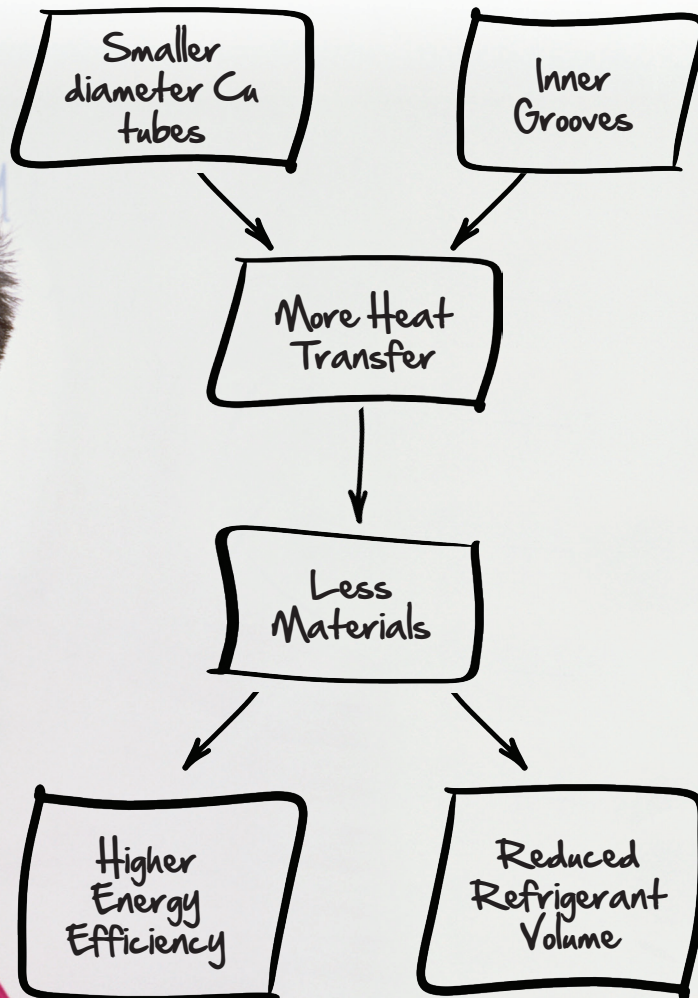 Smaller
diameter Cu
tubes
Inner
Grooves
More Heat
Transfer
Less
Materials
Higher
Energy
Efficiency
Reduced
Refrigerant
Volume